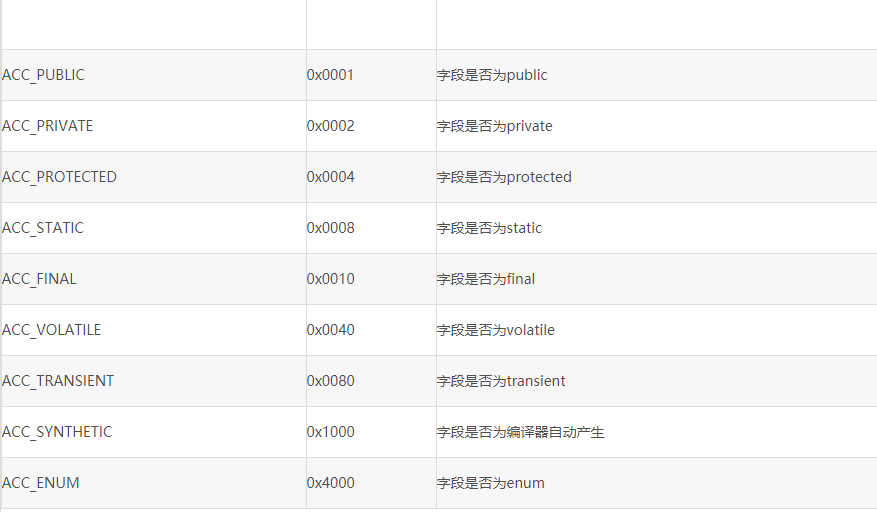 ACC_PUBLIC 0x0001 字段是否为public
ACC_PRIVATE 0x0002 字段是否为private
ACC_PROTECTED 0x0004 字段是否为protected
ACC_STATIC 0x0008 字段是否为static
ACC_FINAL 0x0010 字段是否为final
ACC_VOLATILE 0x0040 字段是否为volatile
ACC_TRANSIENT 0x0080 字段是否为transient
ACC_SYNTHETIC 0x1000 字段是否为编译器自动产生
ACC_ENUM 0x4000 字段是否为enum